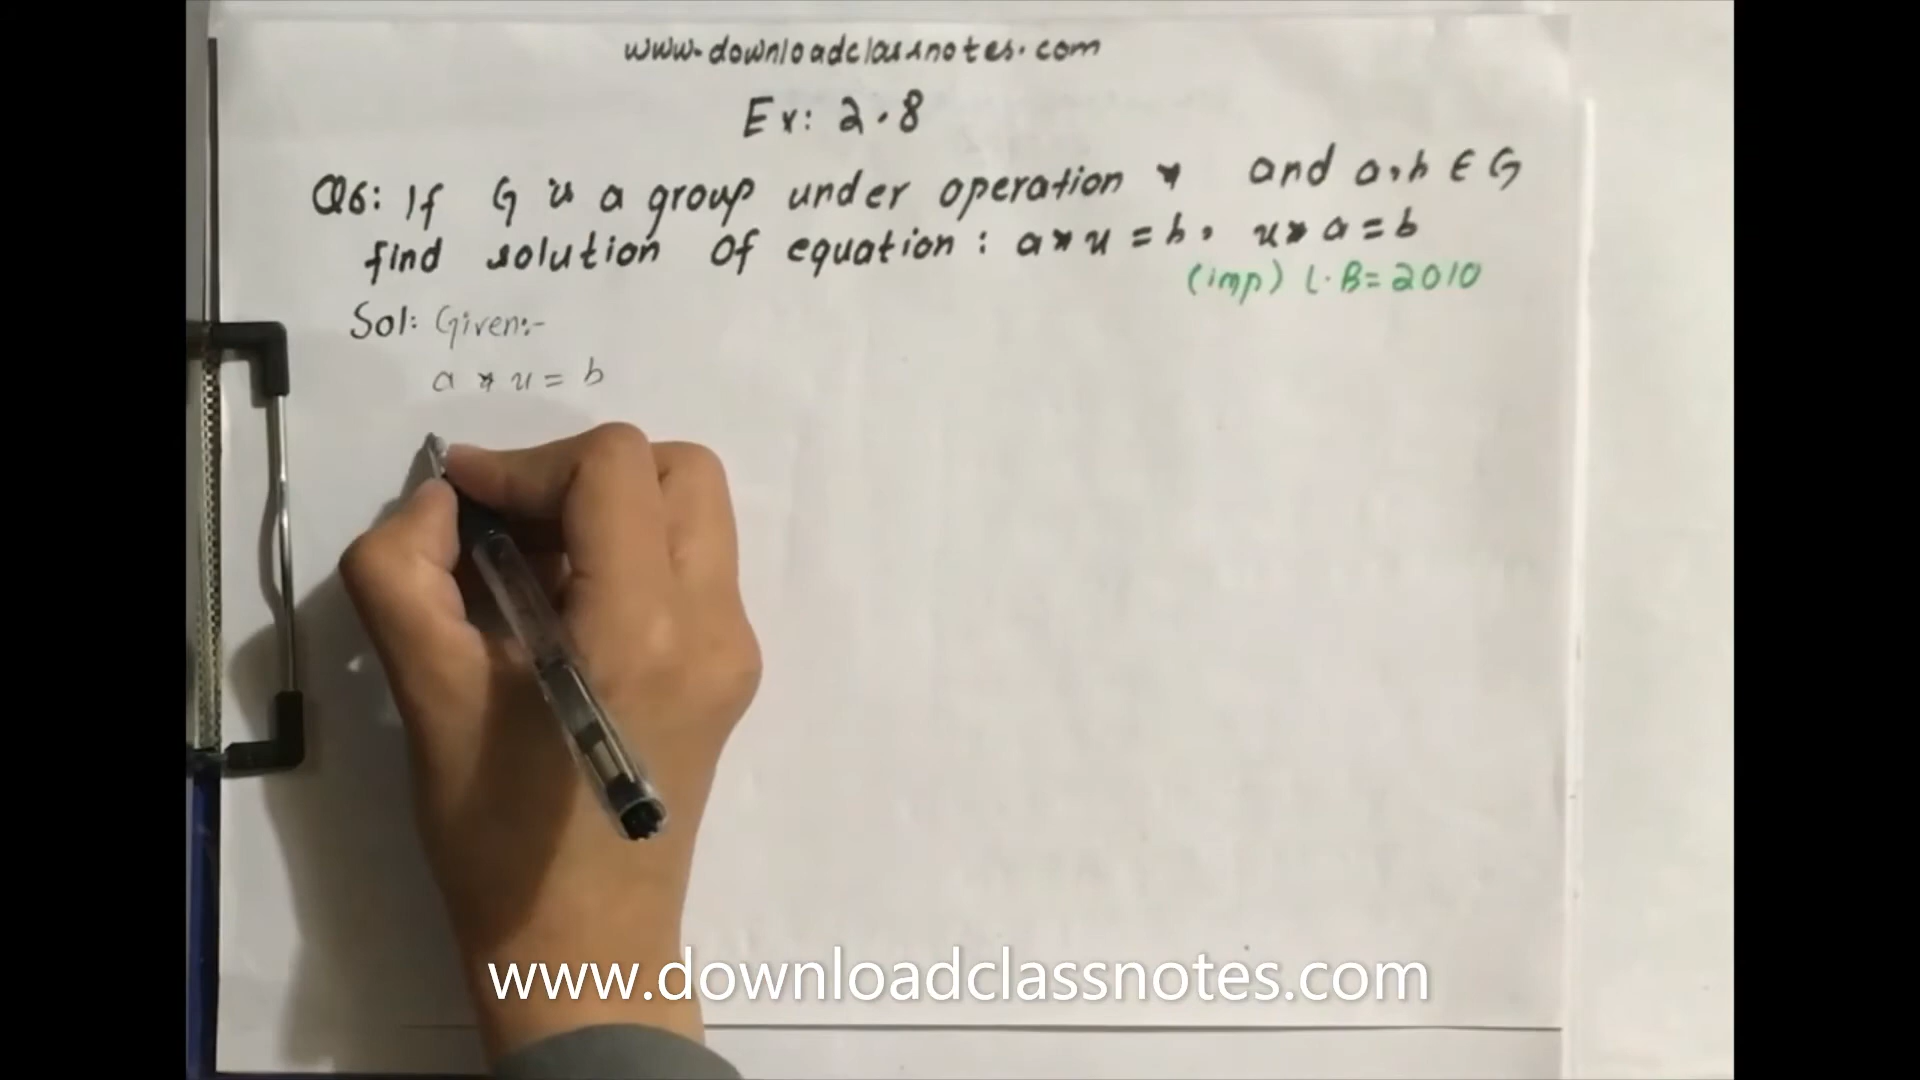 www.downloadclassnotes.com
Ex: 2.8
Q6: If G is a group under operation * and a,b ∈ G
find solution of equation: a * x = b, x * a = b
(imp) L.B=2010
Sol: Given:-
a * x = b
www.downloadclassnotes.com